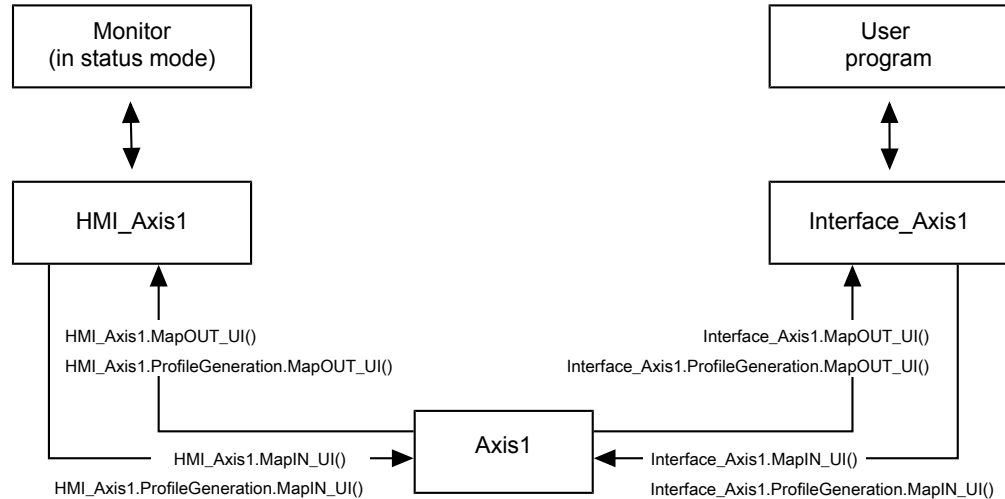 Monitor
(in status mode)
User
program
HMI_Axis1
Interface_Axis1
HMI_Axis1.MapOUT_UI()
HMI_Axis1.ProfileGeneration.MapOUT_UI()
Interface_Axis1.MapOUT_UI()
Interface_Axis1.ProfileGeneration.MapOUT_UI()
Axis1
HMI_Axis1.MapIN_UI()
HMI_Axis1.ProfileGeneration.MapIN_UI()
Interface_Axis1.MapIN_UI()
Interface_Axis1.ProfileGeneration.MapIN_UI()